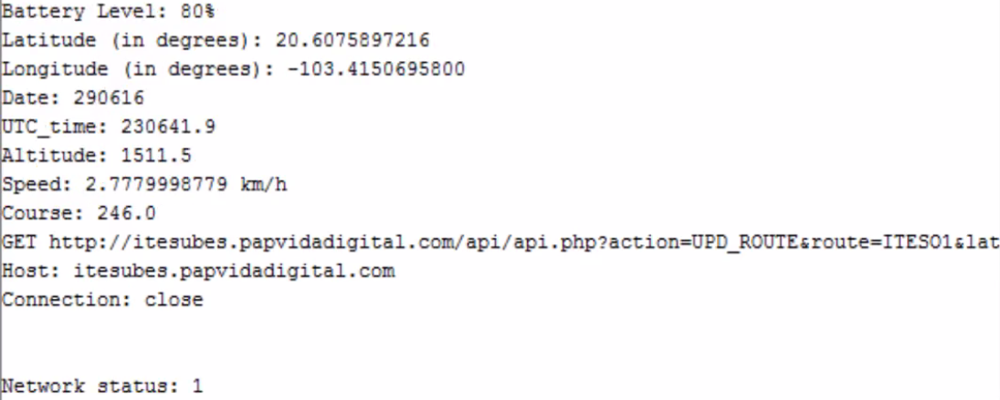 Battery Level: 80%
Latitude (in degrees): 20.6075897216
Longitude (in degrees): -103.4150695800
Date: 290616
UTC_time: 230641.9
Altitude: 1511.5
Speed: 2.7779998779 km/h
Course: 246.0
GET http://itesubes.papvidadigital.com/api/api.php?action=UPD_ROUTE&route=ITESO1&lat
Host: itesubes.papvidadigital.com
Connection: close
Network status: 1